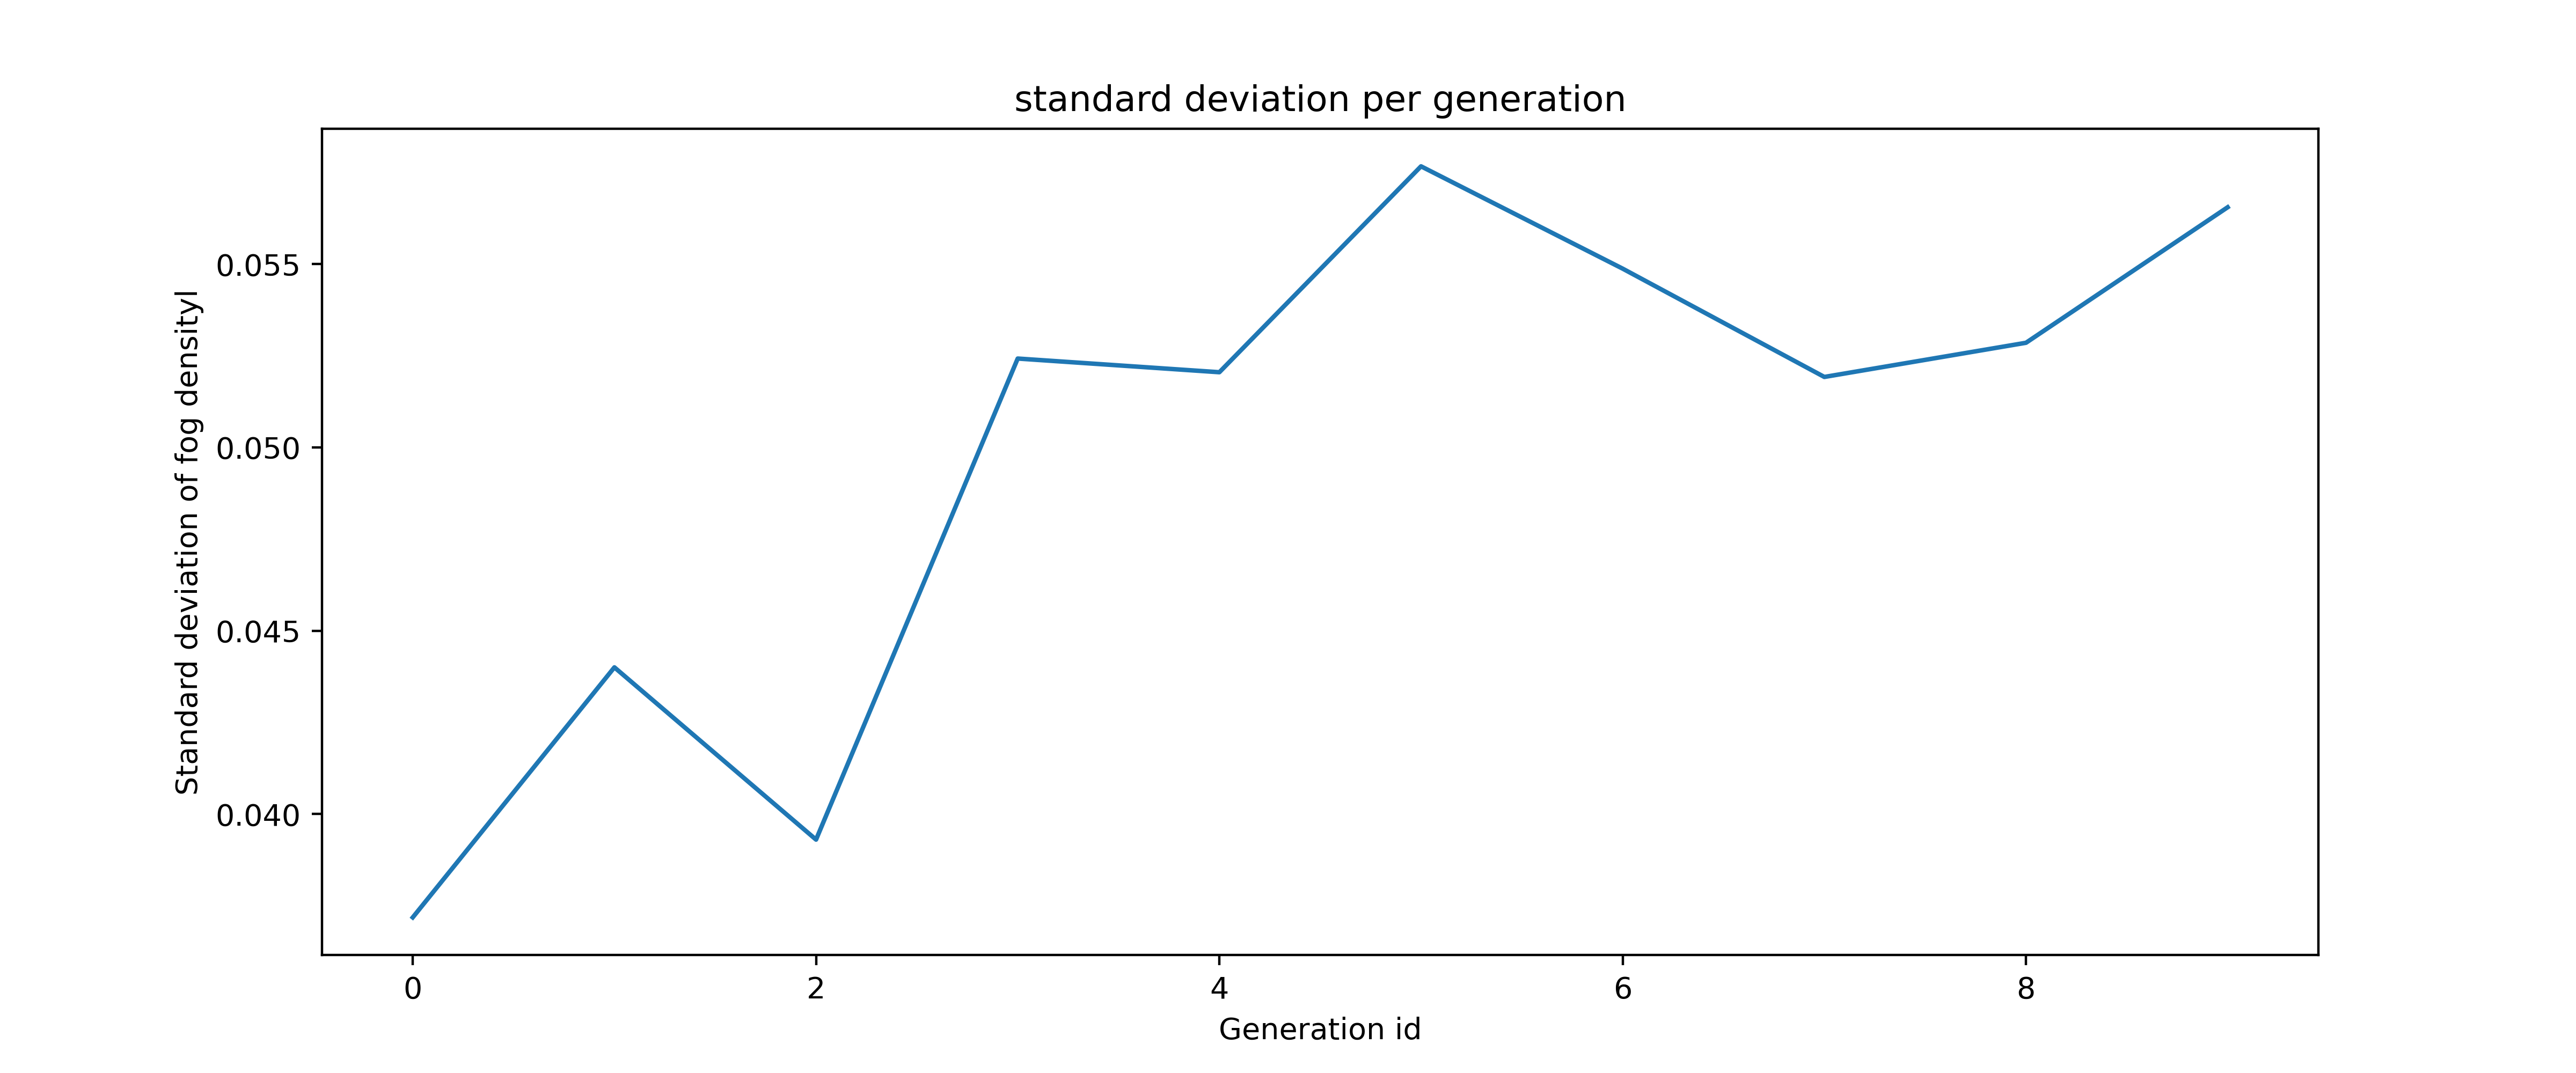 standard deviation per generation
Standard deviation of fog densityl
0.055
0.050
0.045
0.040
0 2 4 6 8
Generation id